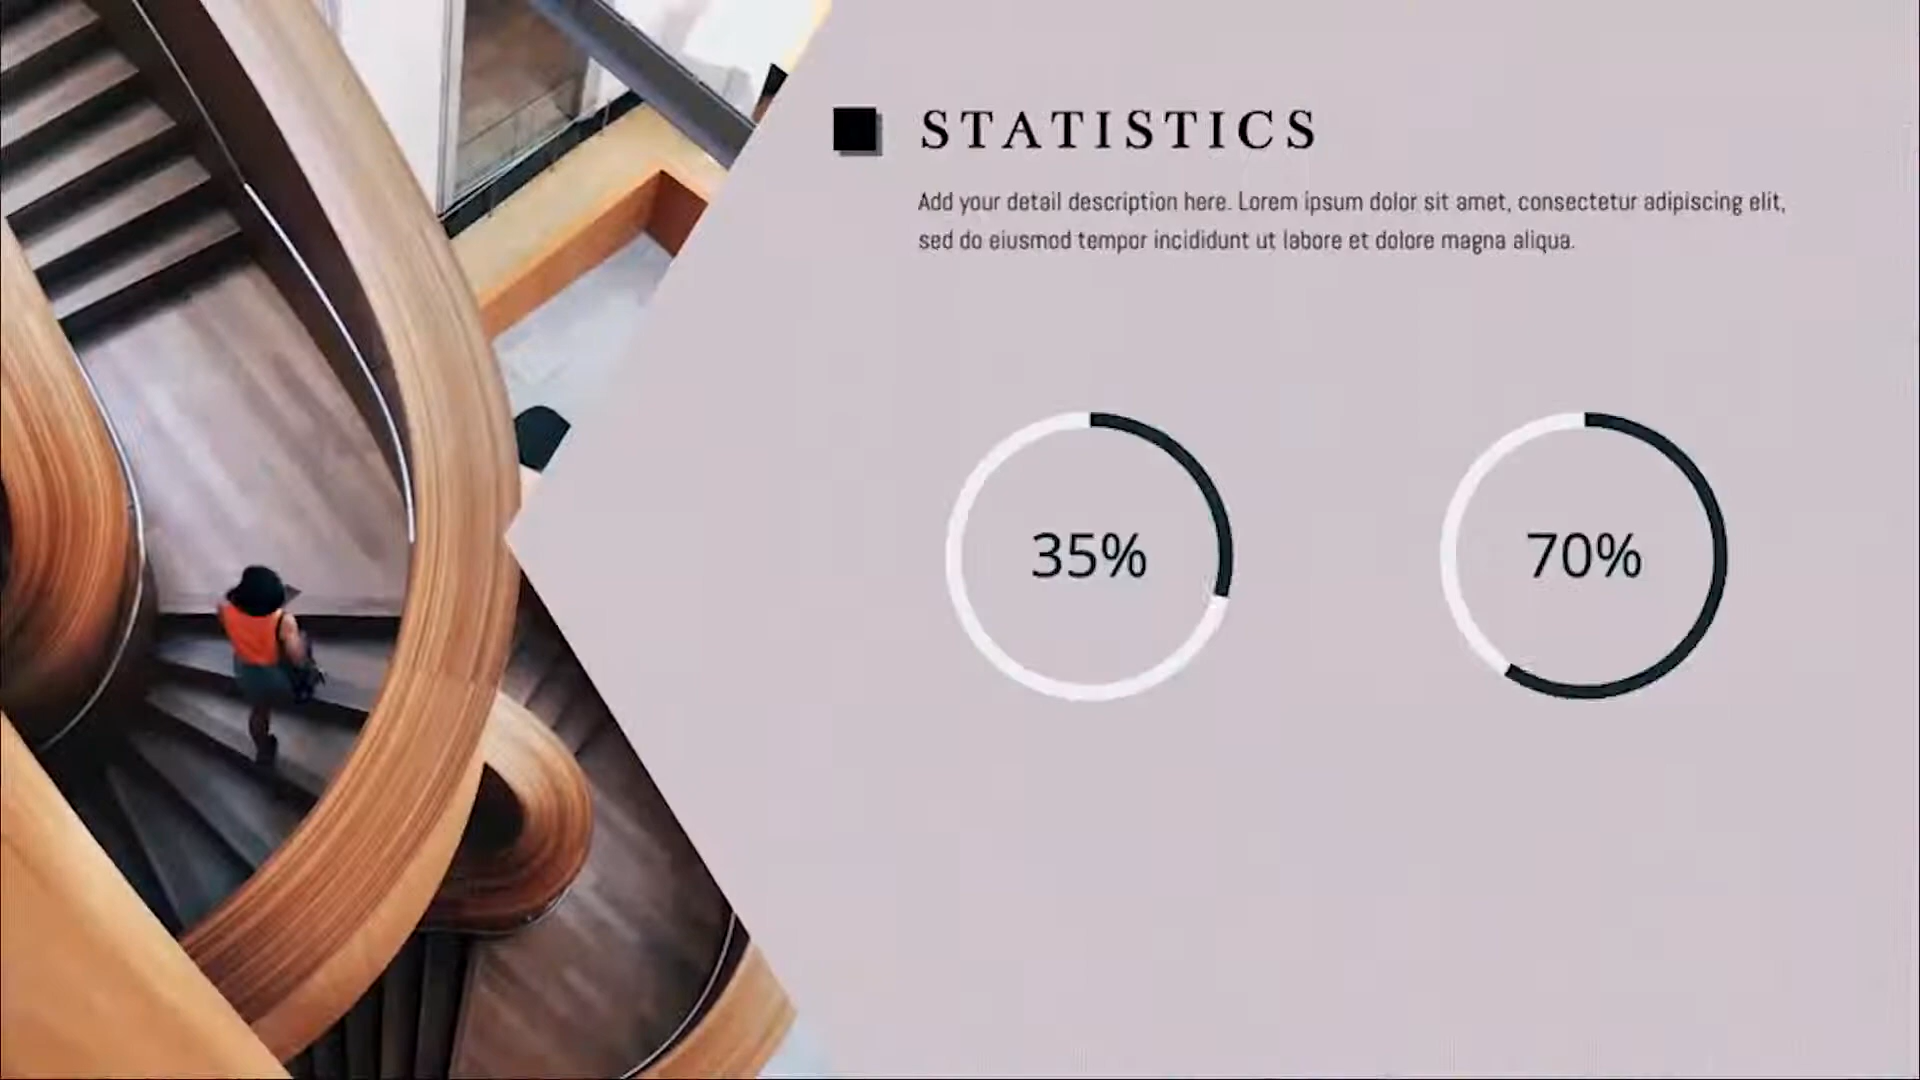 STATISTICS
Add your detail description here. Lorem ipsum dolor sit amet, consectetur adipiscing elit,
sed do eiusmod tempor incididunt ut labore et dolore magna aliqua.
35%
70%